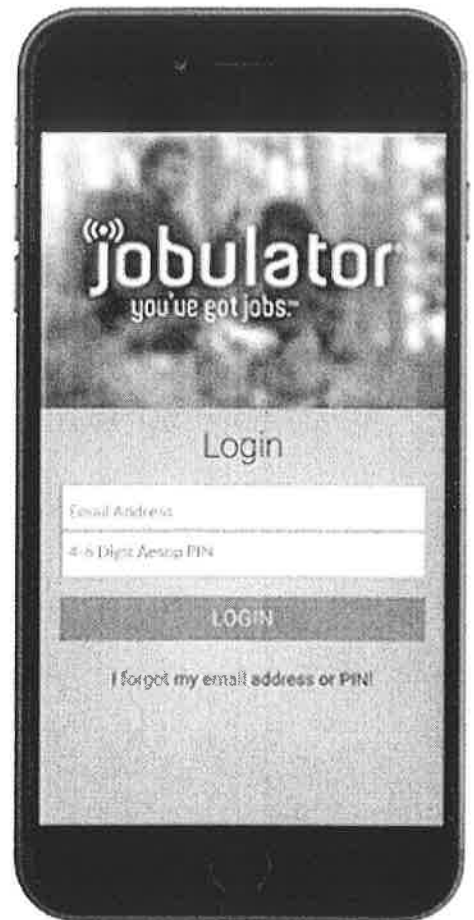 jobulator
you've got jobs.™
Login
Email Address
4-6 Digit Aesop PIN
LOGIN
I forgot my email address or PIN!